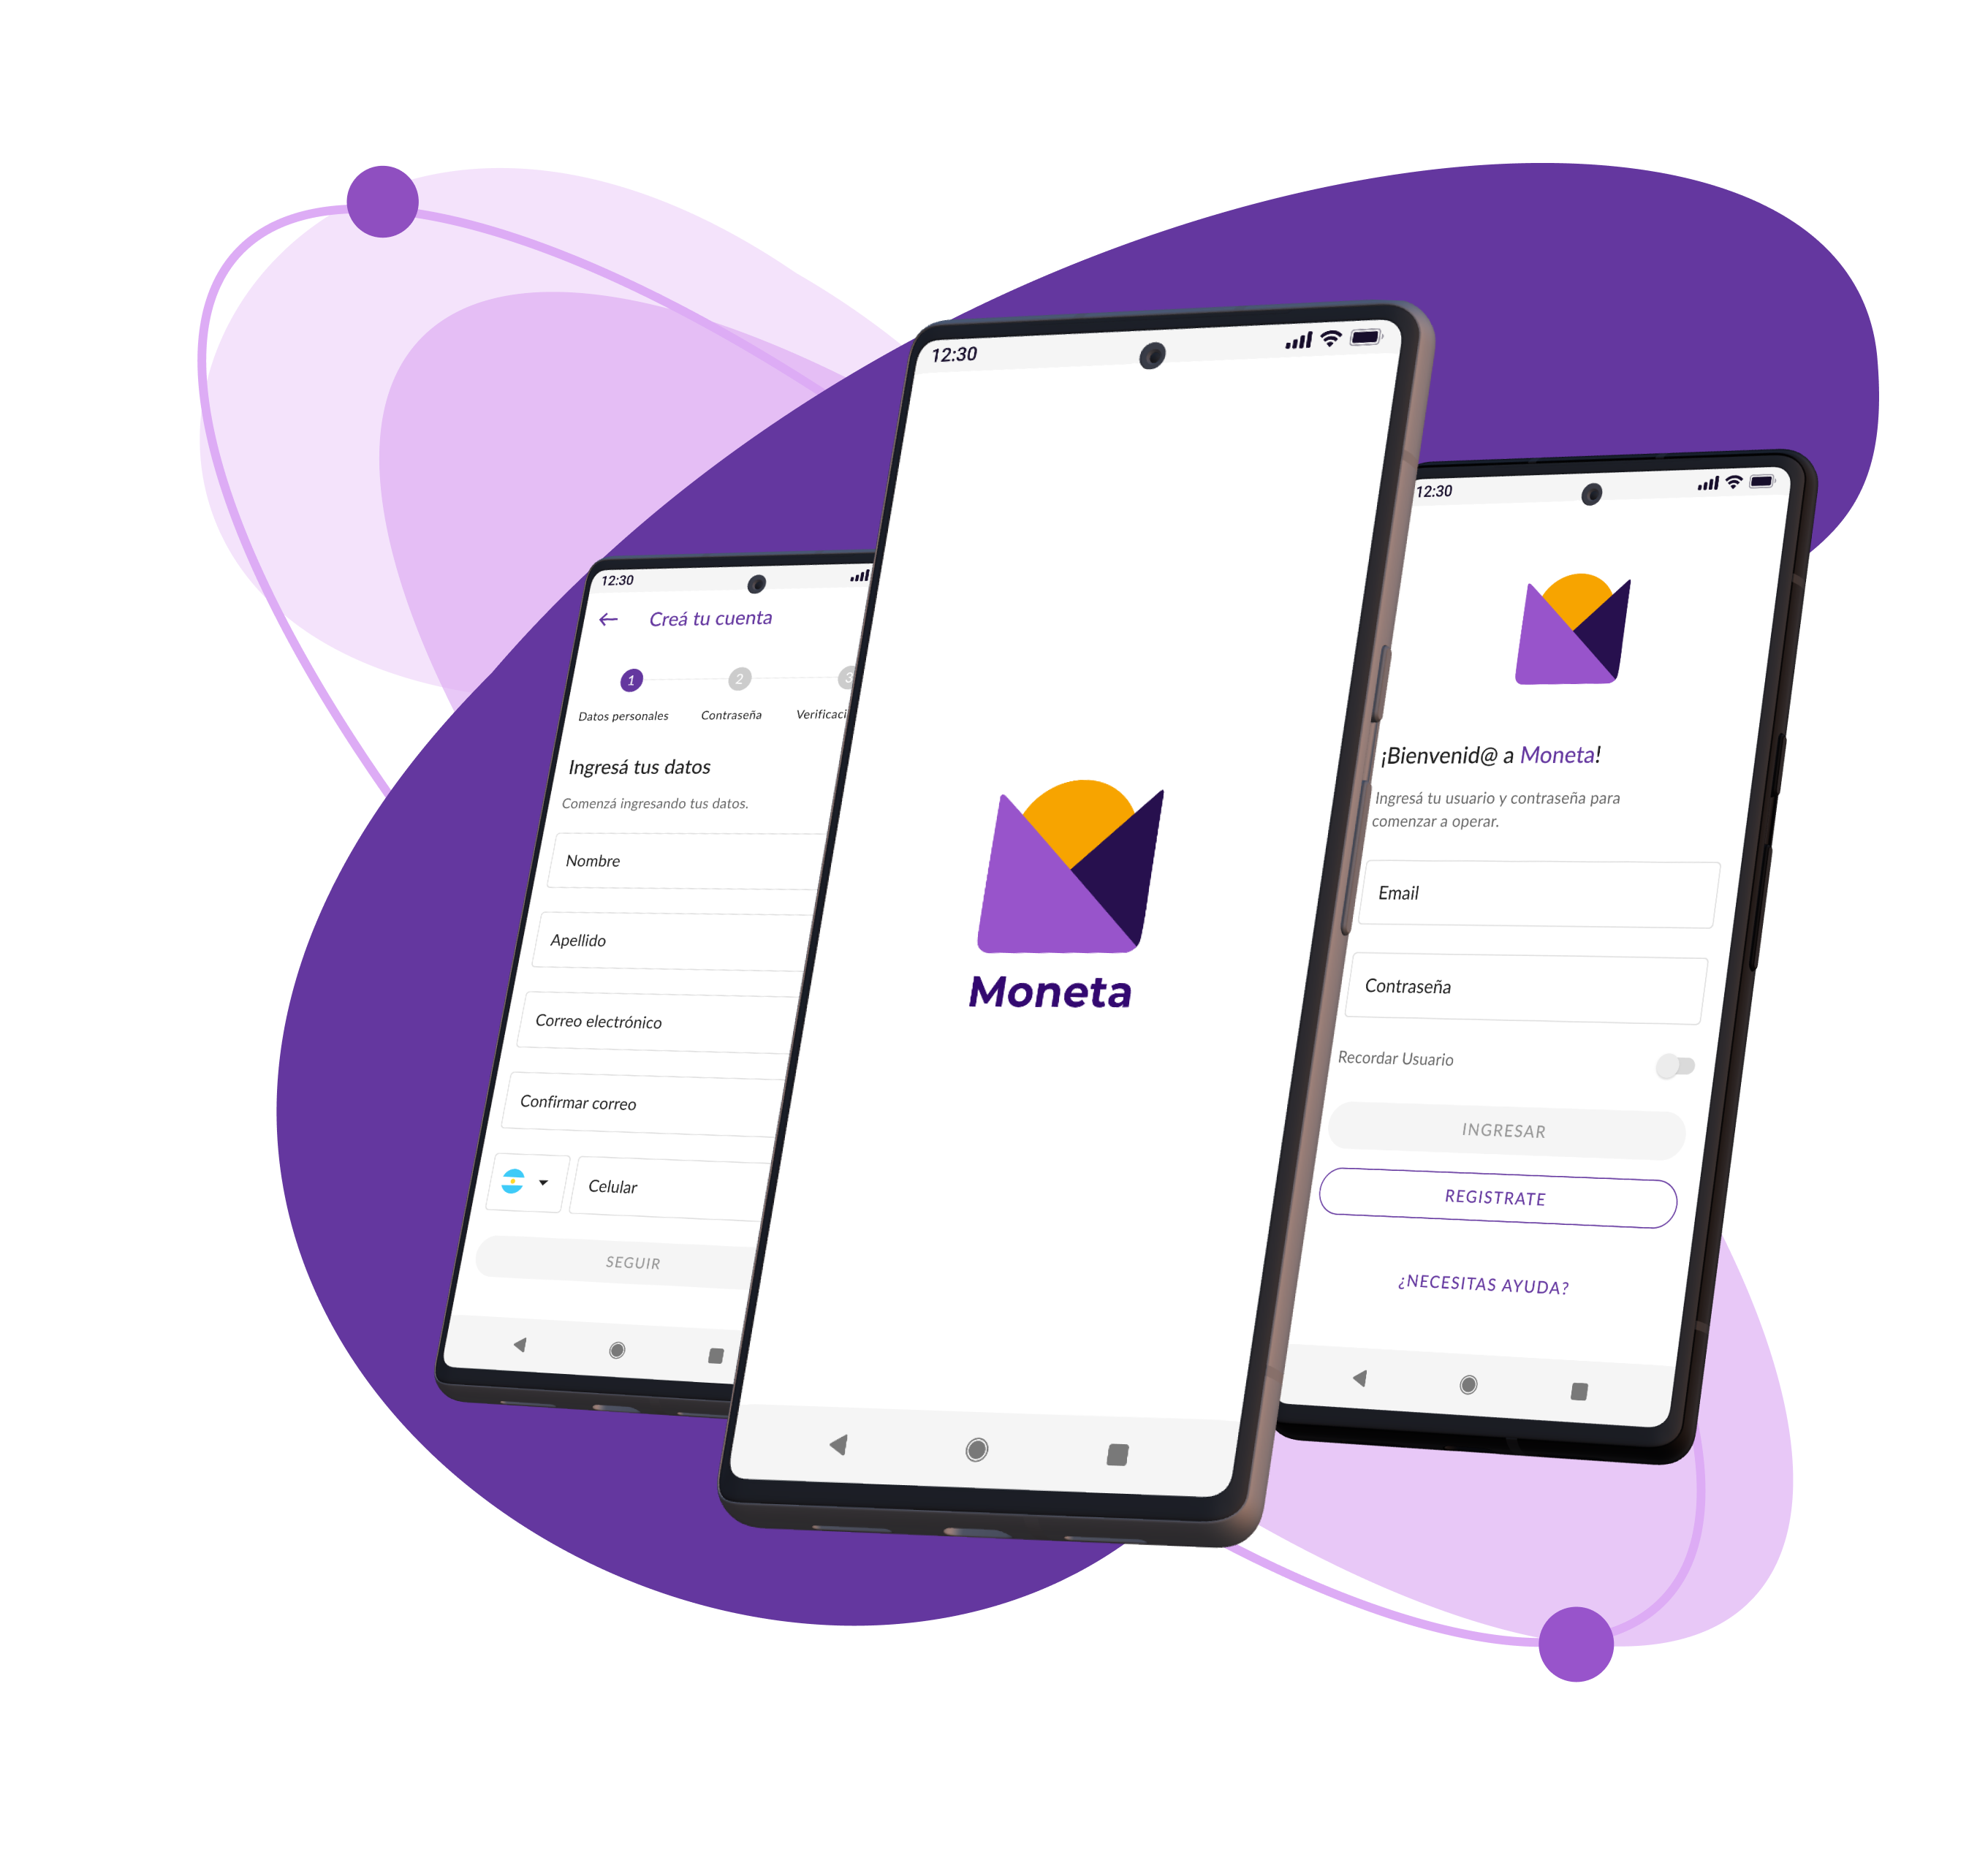 12:30
Creá tu cuenta
1 2 3
Datos personales Contraseña
Ingresá tus datos
Comenzá ingresando tus datos.
Nombre
Apellido
Correo electrónico
Confirmar correo
Celular
SEGUIR
12:30
Moneta
12:30
¡Bienvenid@ a Moneta!
Ingresá tu usuario y contraseña para
comenzar a operar.
Email
Contraseña
Recordar Usuario
INGRESAR
REGISTRATE
¿NECESITAS AYUDA?